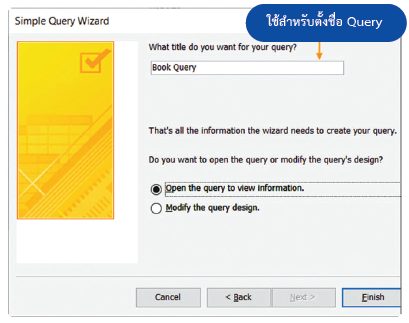 Simple Query Wizard
ใช้สำหรับตั้งชื่อ Query
What title do you want for your query?
Book Query
That's all the information the wizard needs to create your query.
Do you want to open the query or modify the query's design?
Open the query to view information.
Modify the query design.
Cancel
< Back
Next >
Finish